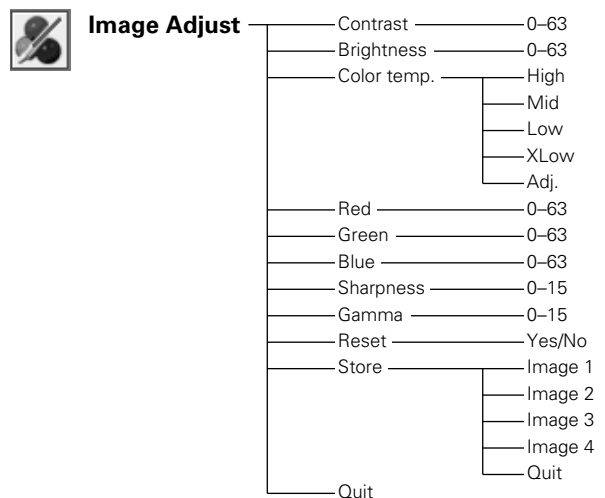 Image Adjust Contrast 0–63
Brightness 0–63
Color temp. High
Mid
Low
XLow
Adj.
Red 0–63
Green 0–63
Blue 0–63
Sharpness 0–15
Gamma 0–15
Reset Yes/No
Store Image 1
Image 2
Image 3
Image 4
Quit
Quit